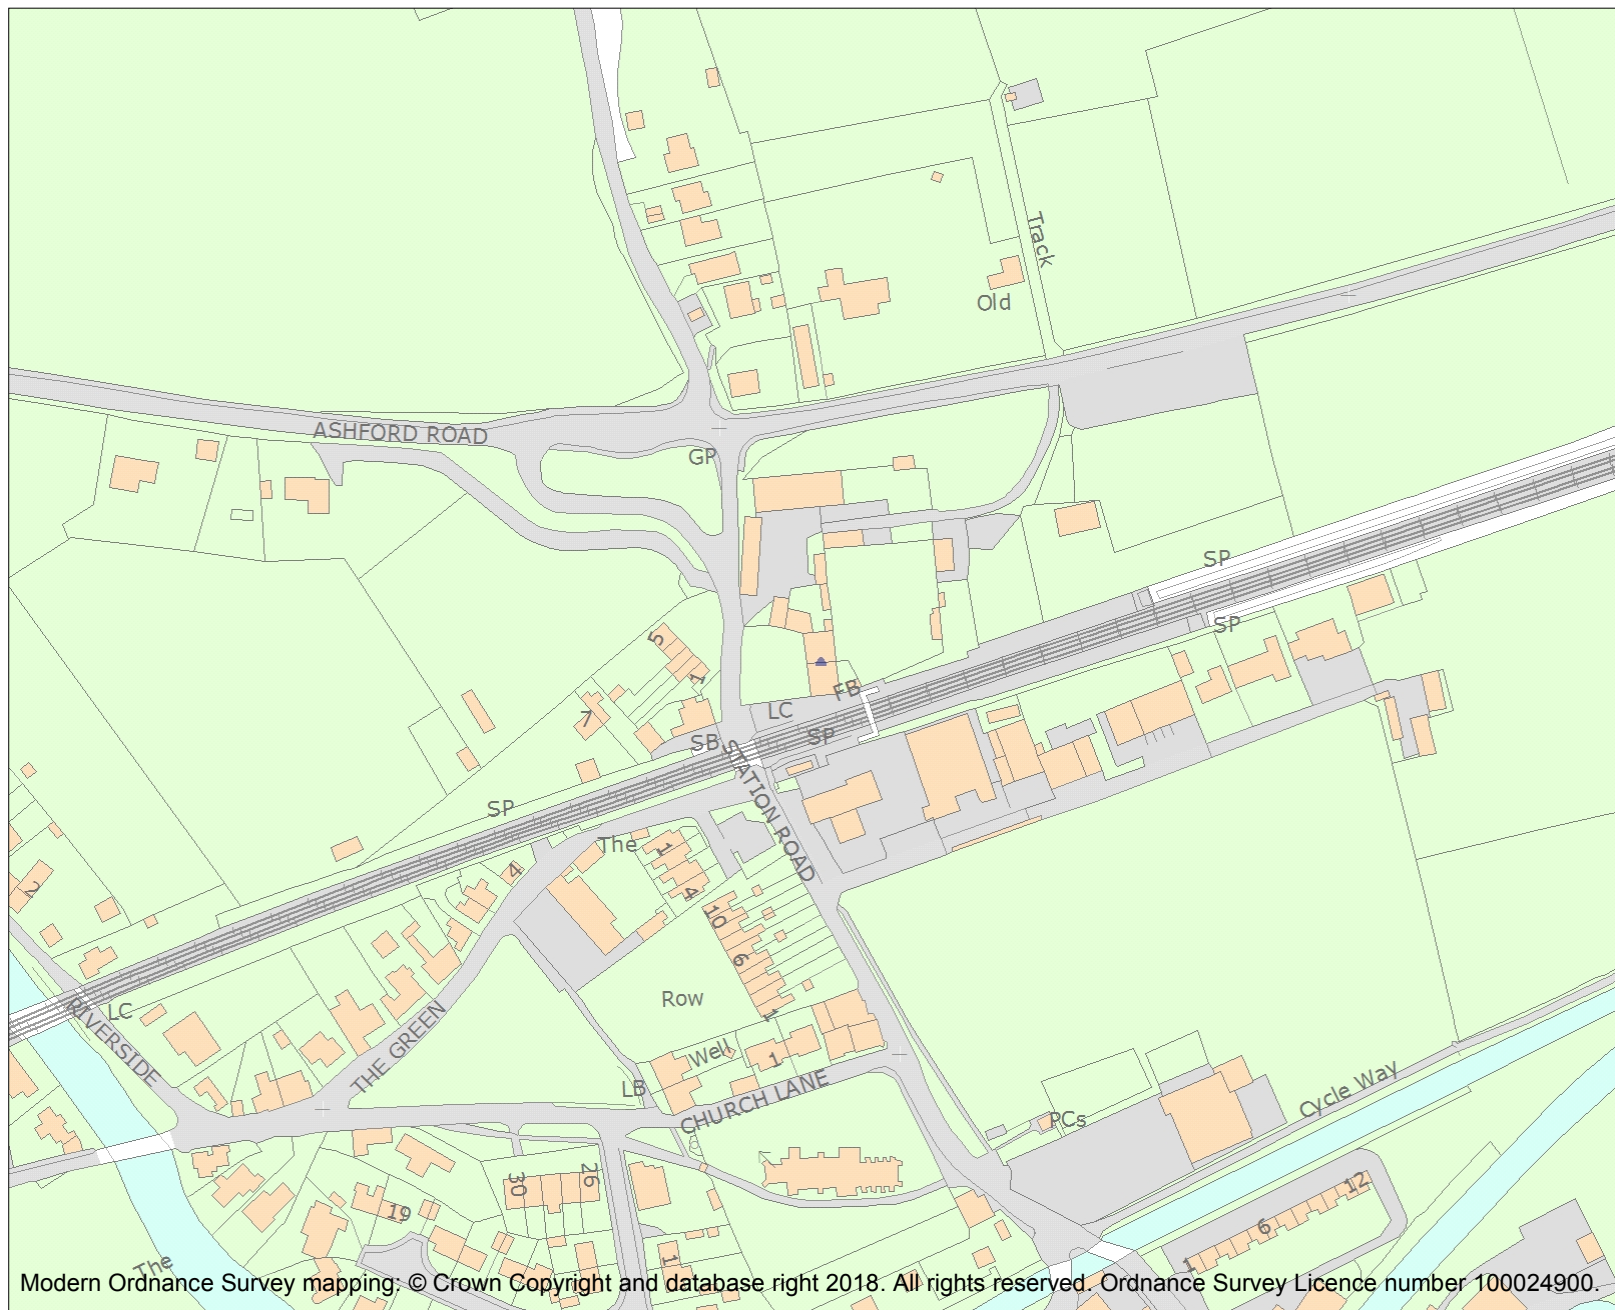 Track
Old
ASHFORD ROAD
GP
SP
SP
5
1
7
FB
LC
SB
SP
STATION ROAD
SP
The
1
4
4
2
10
6
Row
1
LC
RIVERSIDE
THE GREEN
Well
1
LB
CHURCH LANE
PCs
Cycle Way
30
26
19
12
6
1
1
The
Modern Ordnance Survey mapping: © Crown Copyright and database right 2018. All rights reserved. Ordnance Survey Licence number 100024900.